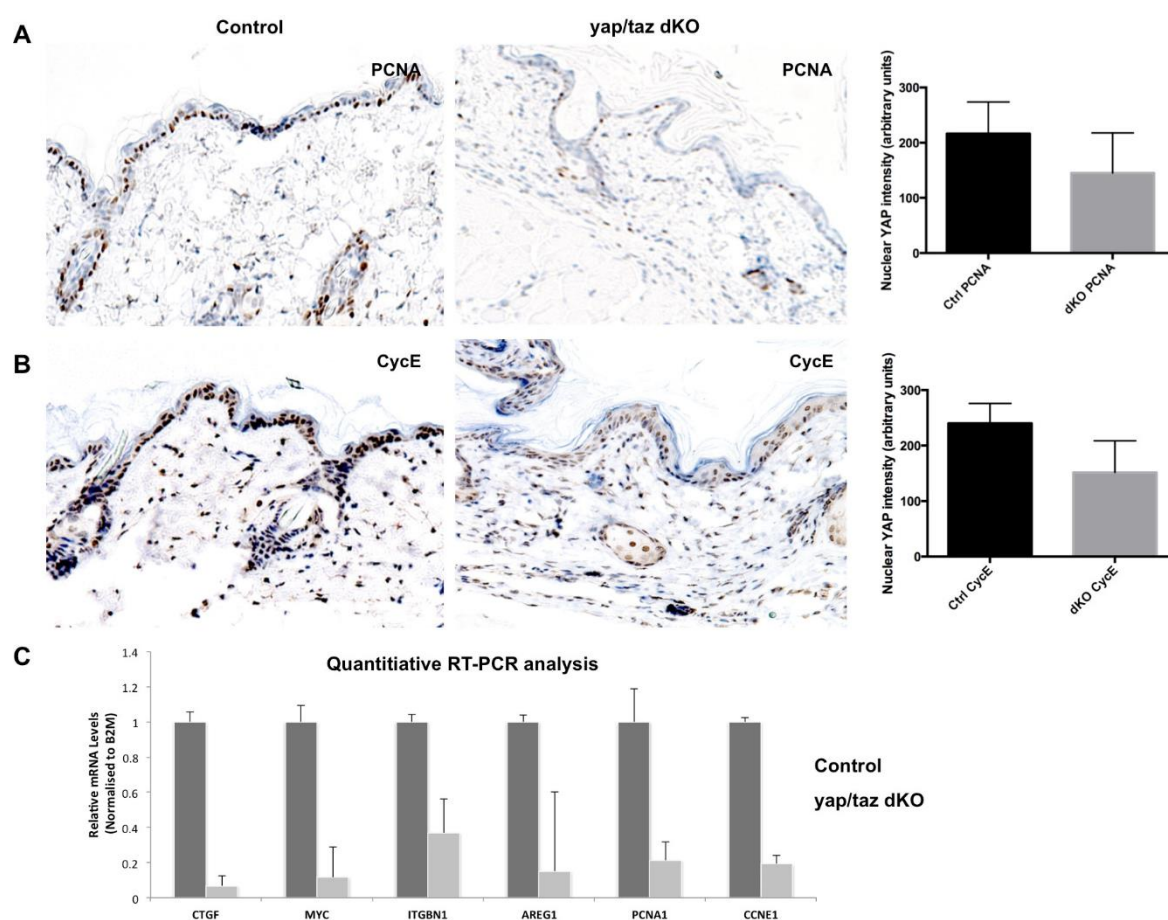 Control
yap/taz dKO
A
PCNA
PCNA
Nuclear YAP intensity (arbitrary units)
300
200
100
0
Ctrl PCNA
dKO PCNA
B
CycE
CycE
Nuclear YAP intensity (arbitrary units)
300
200
100
0
Ctrl CycE
dKO CycE
C
Quantitiative RT-PCR analysis
Relative mRNA Levels
(Normalised to B2M)
1.4
1.2
1
0.8
0.6
0.4
0.2
0
CTGF
MYC
ITGBN1
AREG1
PCNA1
CCNE1
Control
yap/taz dKO